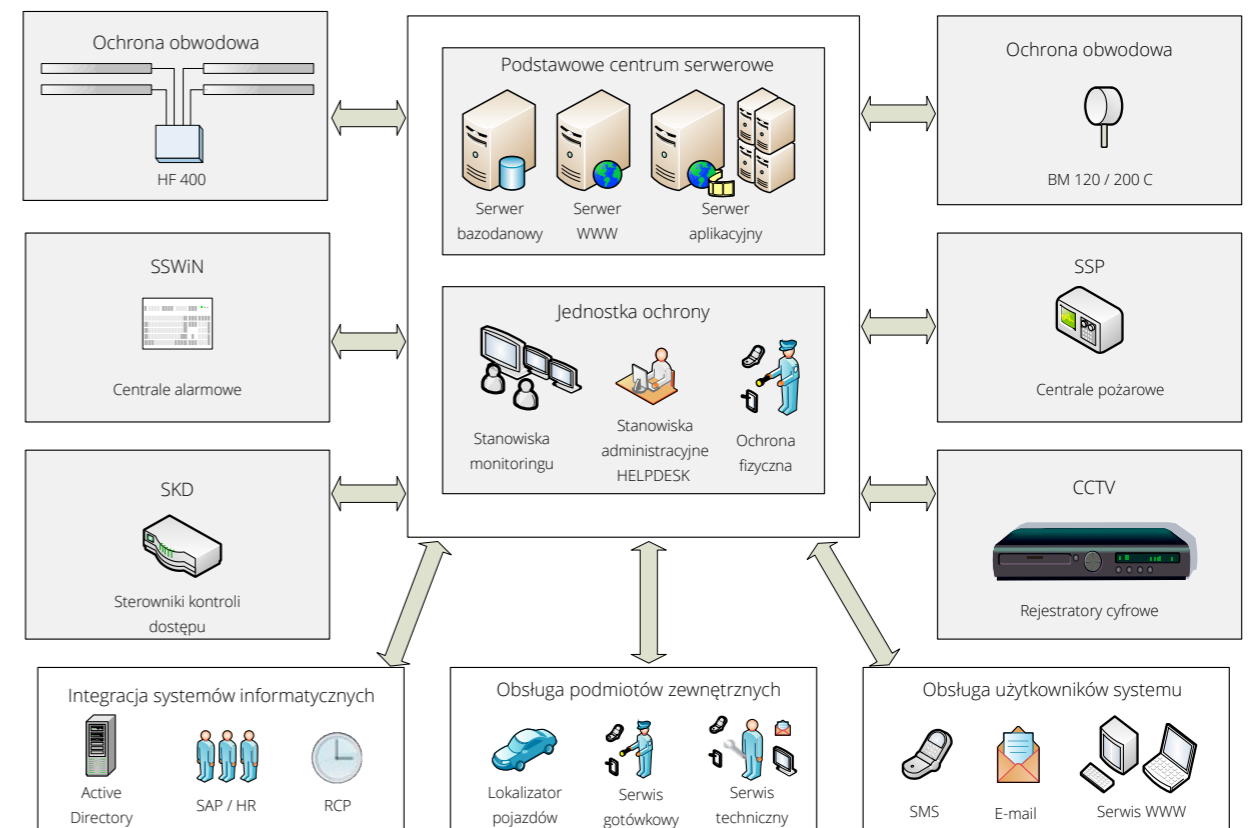 Ochrona obwodowa
HF 400
Podstawowe centrum serwerowe
Serwer
bazodanowy
Serwer
WWW
Serwer
aplikacyjny
Ochrona obwodowa
BM 120 / 200 C
SSWiN
Centrale alarmowe
Jednostka ochrony
Stanowiska
monitoringu
Stanowiska
administracyjne
HELPDESK
Ochrona
fizyczna
SSP
Centrale pożarowe
SKD
Sterowniki kontroli
dostępu
CCTV
Rejestratory cyfrowe
Integracja systemów informatycznych
Active
Directory
SAP / HR
RCP
Obsługa podmiotów zewnętrznych
Lokalizator
pojazdów
Serwis
gotówkowy
Serwis
techniczny
Obsługa użytkowników systemu
SMS
E-mail
Serwis WWW